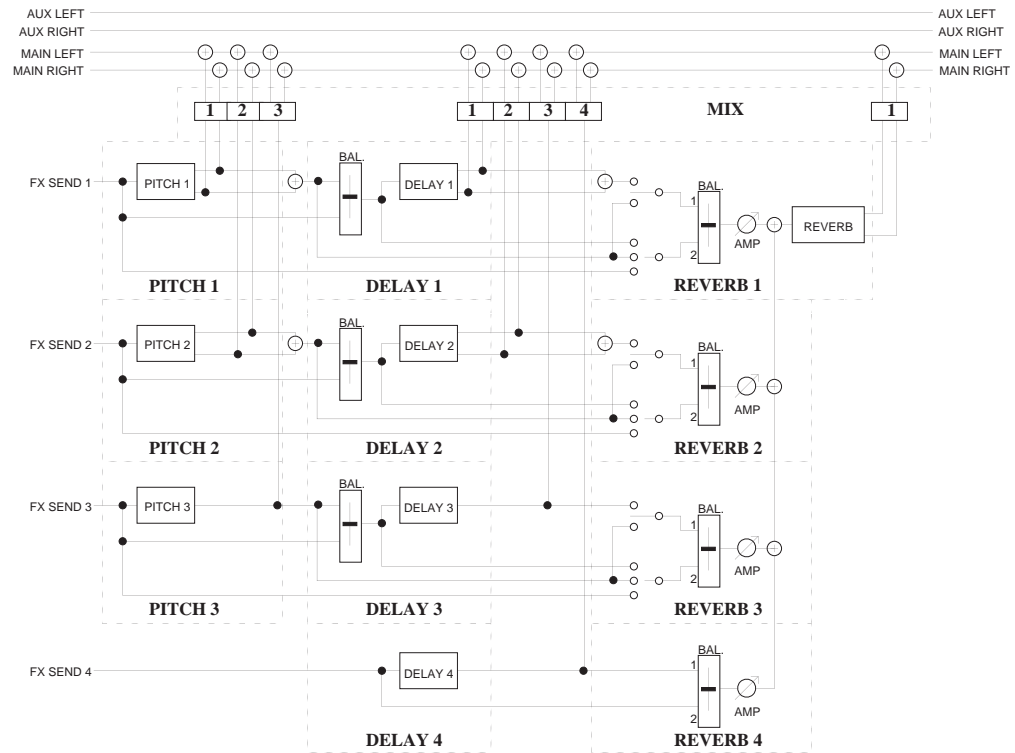 AUX LEFT AUX LEFT
AUX RIGHT AUX RIGHT
MAIN LEFT MAIN LEFT
MAIN RIGHT MAIN RIGHT
1 2 3 1 2 3 4 MIX 1
BAL.
FX SEND 1 PITCH 1 DELAY 1 BAL.
1
REVERB
AMP
2
PITCH 1 DELAY 1 REVERB 1
BAL.
FX SEND 2 PITCH 2 DELAY 2 BAL.
1
AMP
2
PITCH 2 DELAY 2 REVERB 2
BAL.
FX SEND 3 PITCH 3 DELAY 3 BAL.
1
AMP
2
PITCH 3 DELAY 3 REVERB 3
BAL.
FX SEND 4 DELAY 4 1
AMP
2
DELAY 4 REVERB 4